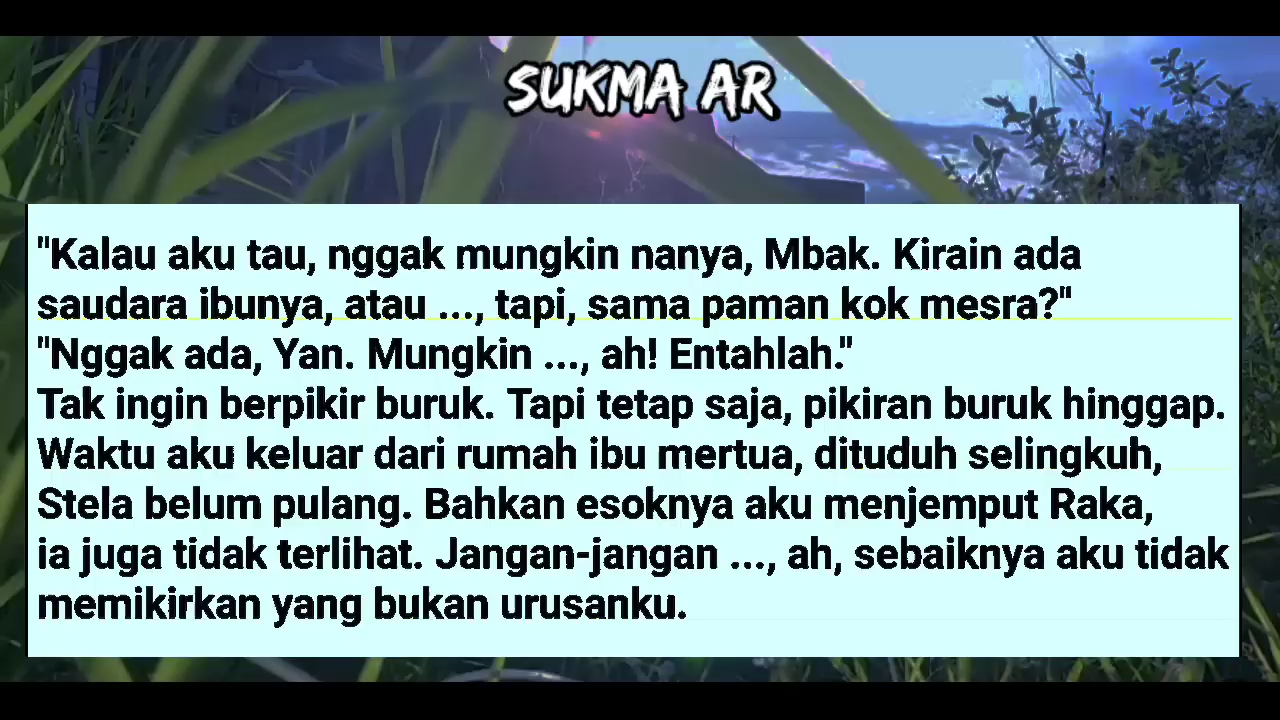 SUKMA AR
"Kalau aku tau, nggak mungkin nanya, Mbak. Kirain ada
saudara ibunya, atau ..., tapi, sama paman kok mesra?"
"Nggak ada, Yan. Mungkin ..., ah! Entahlah."
Tak ingin berpikir buruk. Tapi tetap saja, pikiran buruk hinggap.
Waktu aku keluar dari rumah ibu mertua, dituduh selingkuh,
Stela belum pulang. Bahkan esoknya aku menjemput Raka,
ia juga tidak terlihat. Jangan-jangan ..., ah, sebaiknya aku tidak
memikirkan yang bukan urusanku.